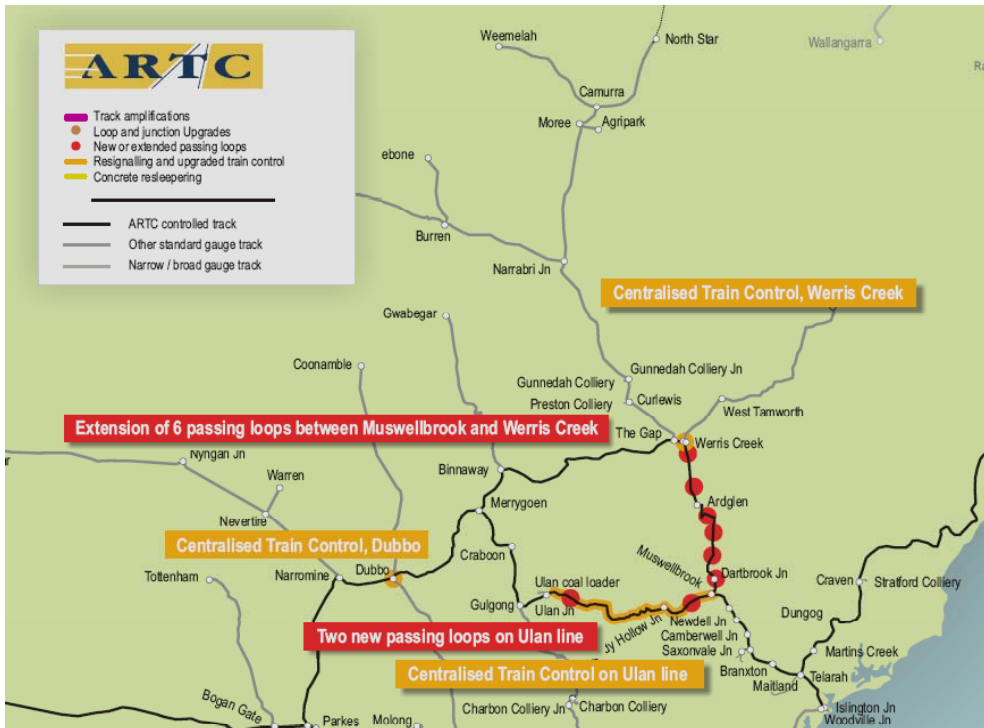 Weemelah
North Star
Wallangarra
Ra
ARTC
Camurra
Track amplifications
Loop and junction Upgrades
New or extended passing loops
Resignalling and upgraded train control
Concrete resleepering
Moree
Agripark
ebone
ARTC controlled track
Other standard gauge track
Narrow / broad gauge track
Burren
Narrabri Jn
Centralised Train Control, Werris Creek
Gwabegar
Coonamble
Gunnedah Colliery Jn
Gunnedah Colliery
Preston Colliery
Curlewis
West Tamworth
Extension of 6 passing loops between Muswellbrook and Werris Creek
The Gap
Werris Creek
Nyngan Jn
Binnaway
Warren
Merrygoen
Ardglen
Nevertire
Centralised Train Control, Dubbo
Craboon
Muswellbrook
Tottenham
Narromine
Dubbo
Ulan coal loader
Dartbrook Jn
Craven
Stratford Colliery
Gulgong
Ulan Jn
Dungog
Two new passing loops on Ulan line
dy Hollow Jn
Newdell Jn
Camberwell Jn
Saxonvale Jn
Martins Creek
Centralised Train Control on Ulan line
Branxton
Maitland
Telarah
Bogan Gate
Parkes
Molong
Charbon Colliery Jn
Charbon Colliery
Islington Jn
Woodville Jn